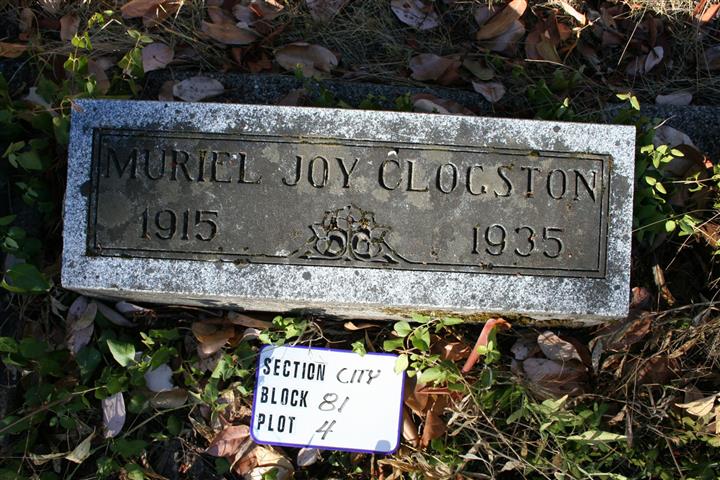 MURIEL JOY CLOGSTON
1915 1935
SECTION CITY
BLOCK 81
PLOT 4